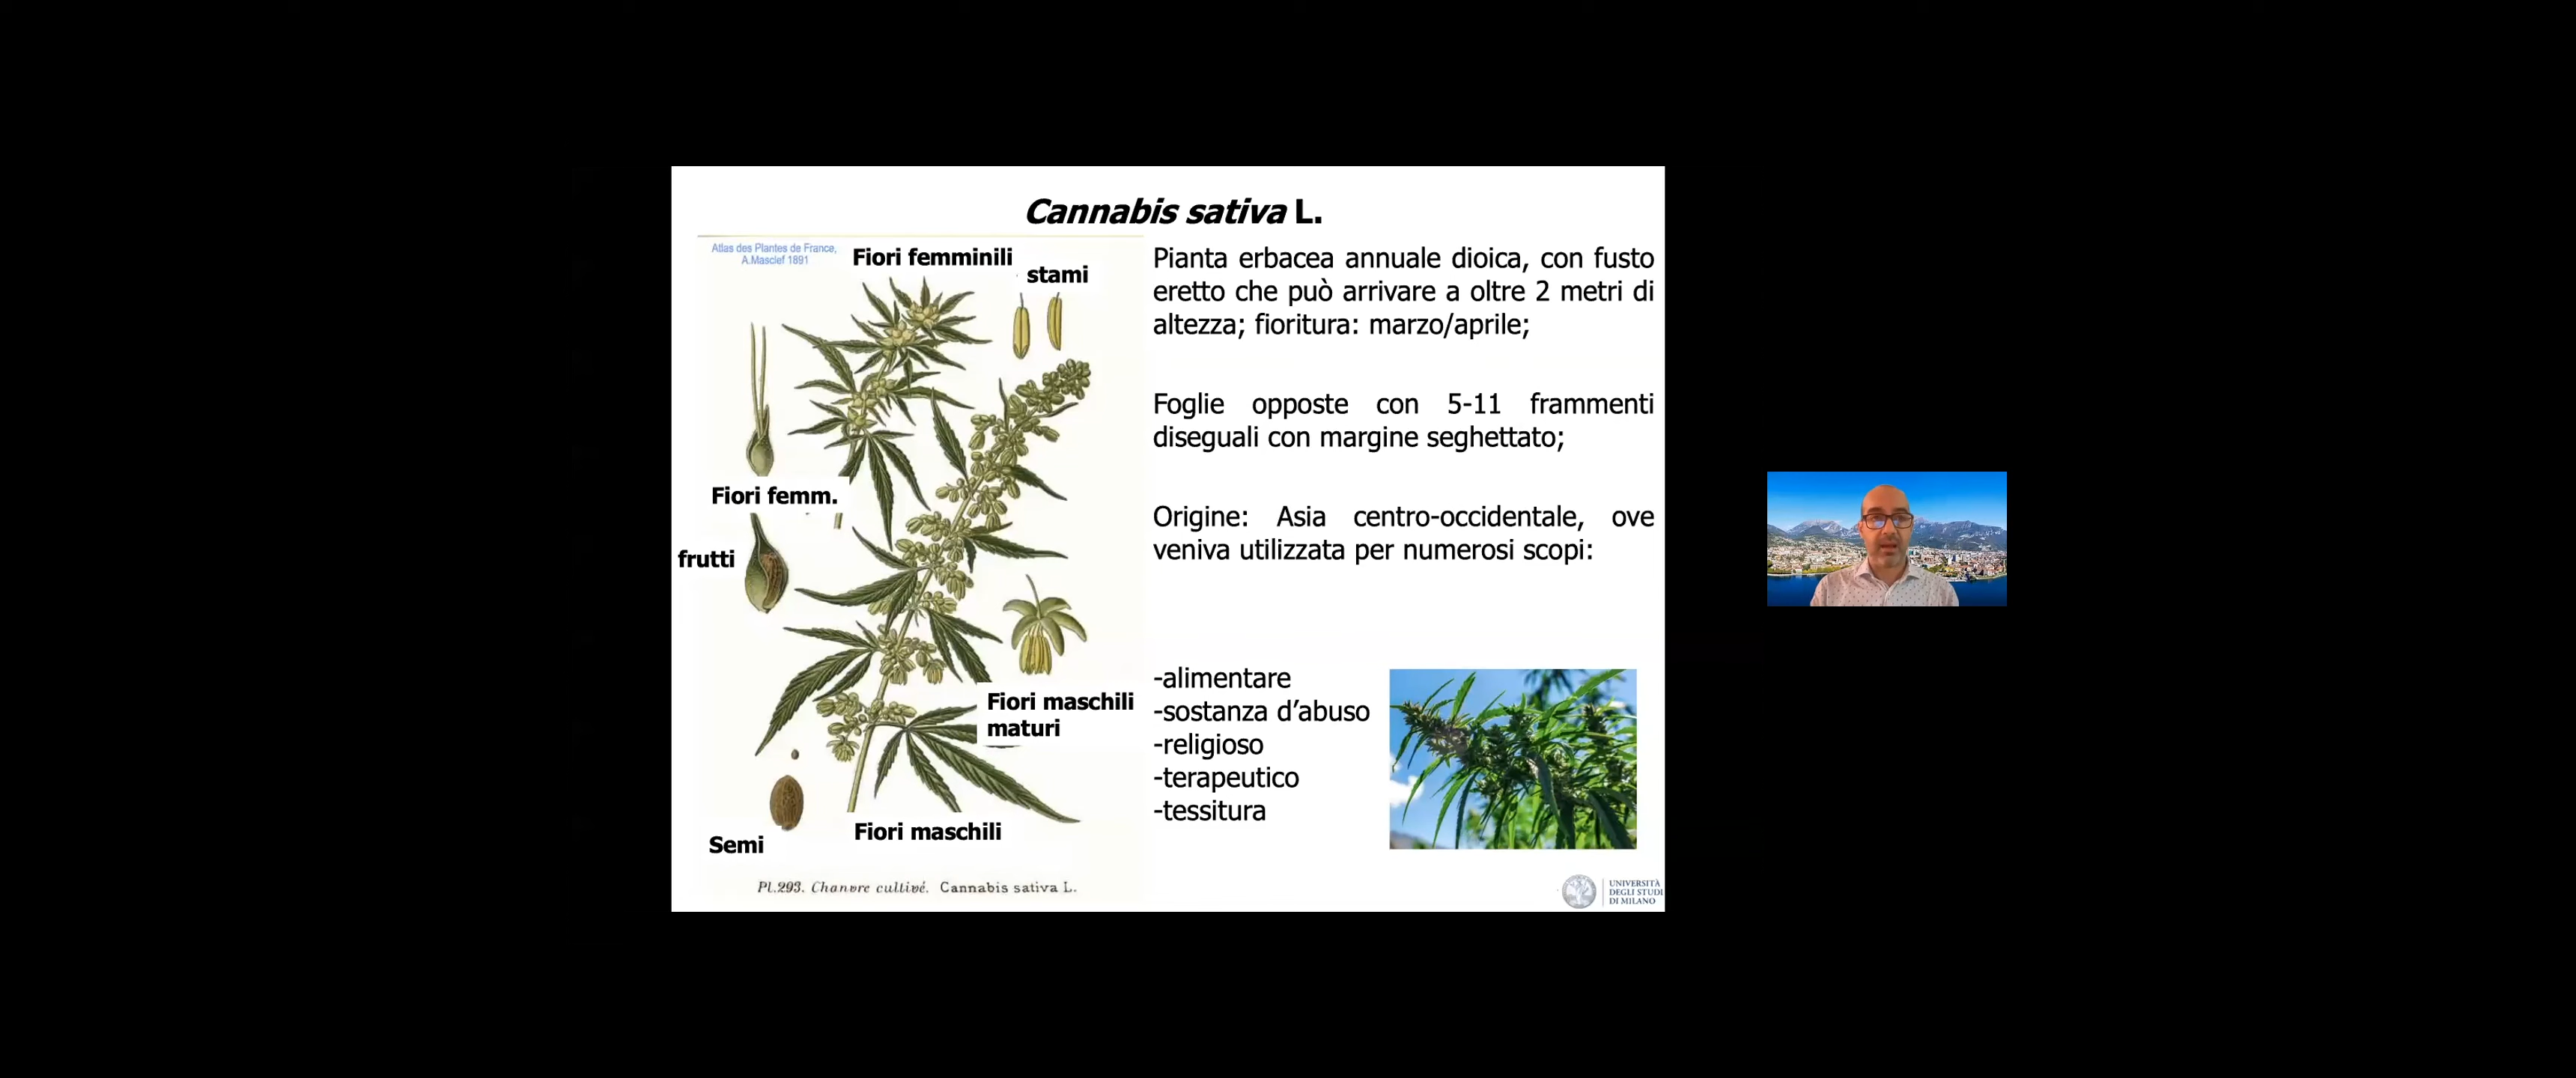 Cannabis sativa L.
Atlas des Plantes de France,
A.Masclef 1891
Fiori femminili
stami
Fiori femm.
frutti
Fiori maschili
maturi
Semi
Fiori maschili
Pl.293. Chanvre cultivé. Cannabis sativa L.
Pianta erbacea annuale dioica, con fusto
eretto che può arrivare a oltre 2 metri di
altezza; fioritura: marzo/aprile;
Foglie opposte con 5-11 frammenti
diseguali con margine seghettato;
Origine: Asia centro-occidentale, ove
veniva utilizzata per numerosi scopi:
-alimentare
-sostanza d’abuso
-religioso
-terapeutico
-tessitura
UNIVERSITÀ
DEGLI STUDI
DI MILANO